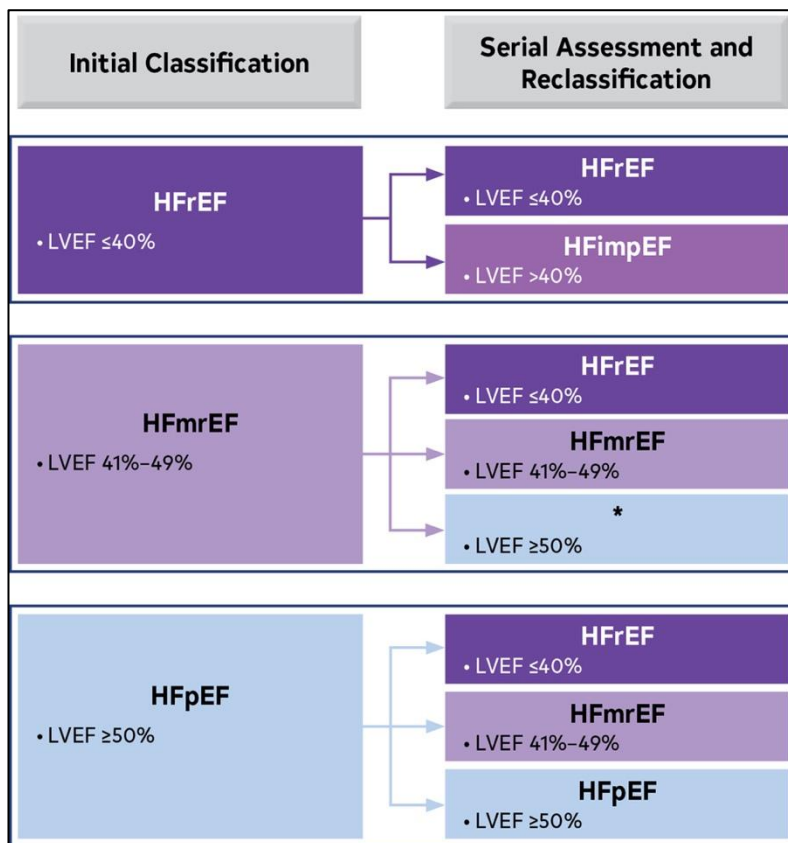 Initial Classification
Serial Assessment and
Reclassification
HFrEF
• LVEF ≤40%
HFrEF
• LVEF ≤40%
HFimpEF
• LVEF >40%
HFmrEF
• LVEF 41%–49%
HFrEF
• LVEF ≤40%
HFmrEF
• LVEF 41%–49%
*
• LVEF ≥50%
HFpEF
• LVEF ≥50%
HFrEF
• LVEF ≤40%
HFmrEF
• LVEF 41%–49%
HFpEF
• LVEF ≥50%